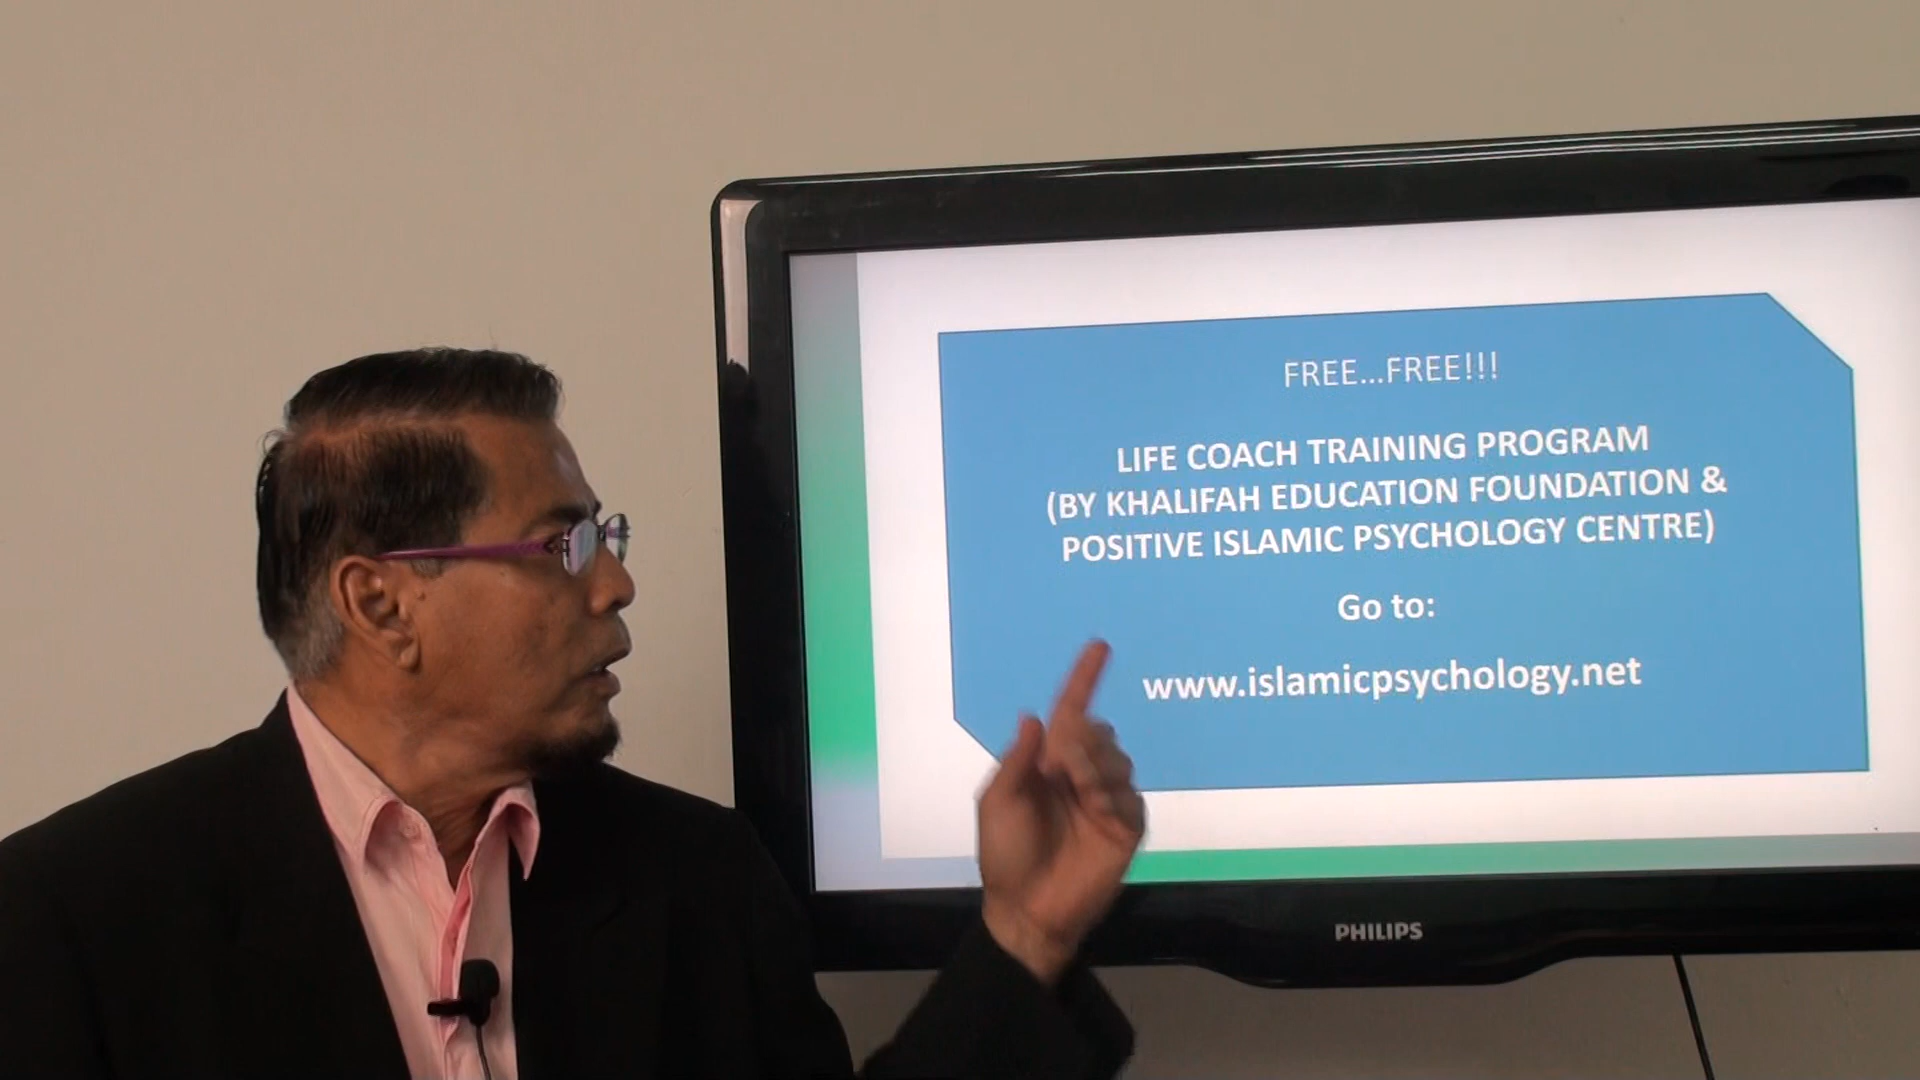 FREE...FREE!!!
LIFE COACH TRAINING PROGRAM
(BY KHALIFAH EDUCATION FOUNDATION &
POSITIVE ISLAMIC PSYCHOLOGY CENTRE)
Go to:
www.islamicpsychology.net
PHILIPS